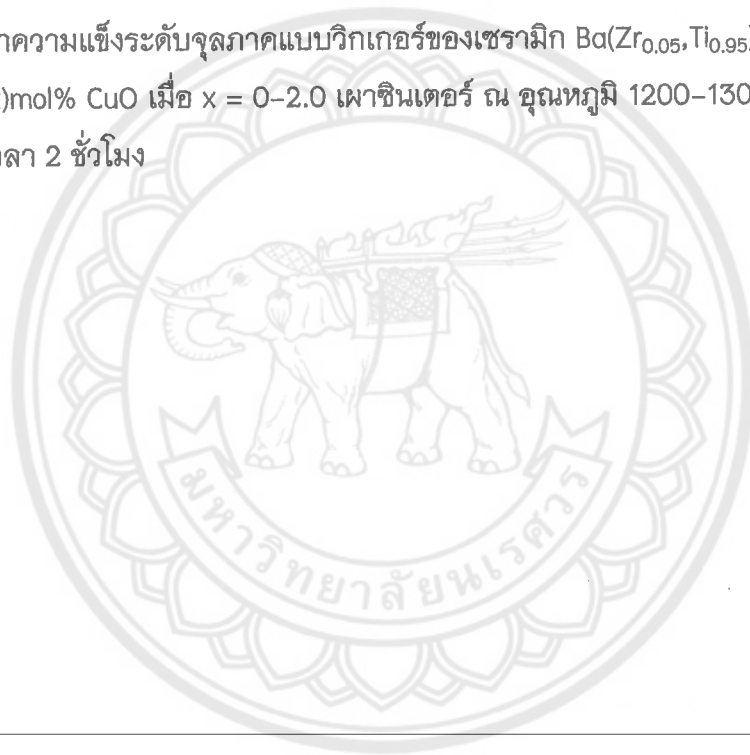 าความแข็งระดับจุลภาคแบบวิกเกอร์ของเซรามิก Ba(Zr₀.₀₅,Ti₀.₉₅
)mol% CuO เมื่อ x = 0–2.0 เผาซินเตอร์ ณ อุณหภูมิ 1200–130
ลา 2 ชั่วโมง
มหาวิทยาลัยนเรศวร